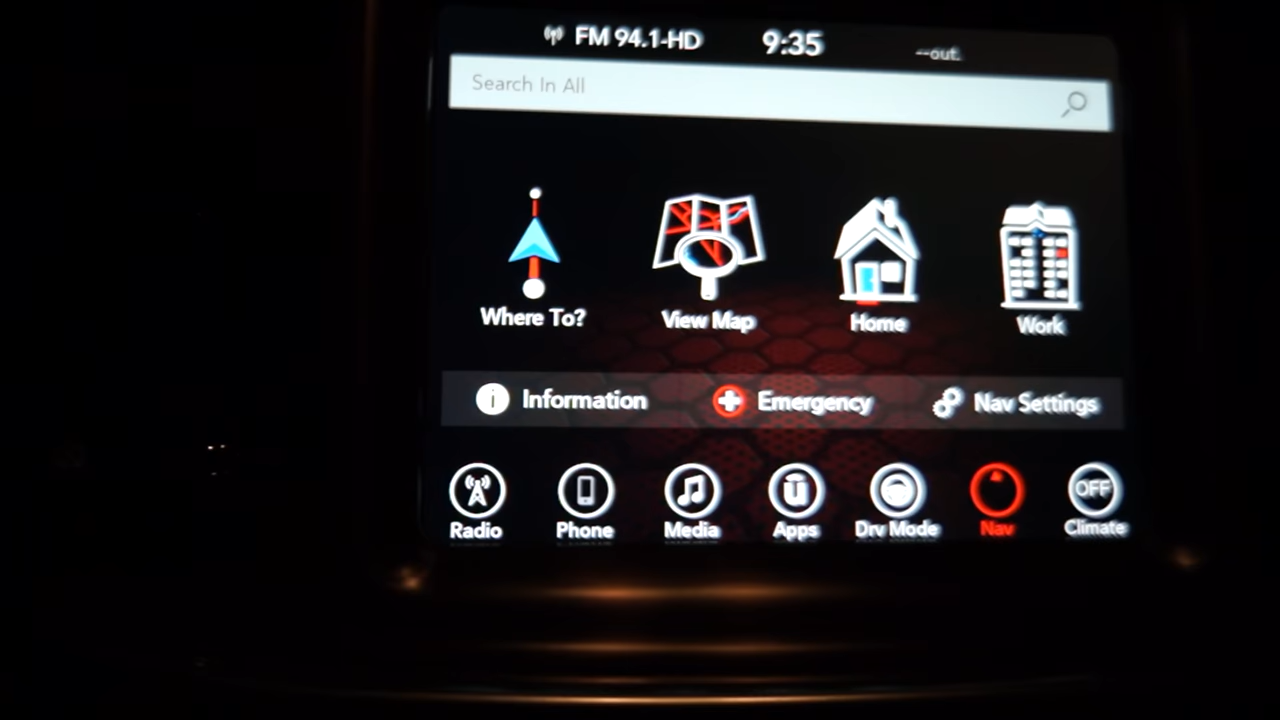 FM 94.1-HD 9:35 --out.
Search In All
Where To? View Map Home Work
Information Emergency Nav Settings
OFF
Radio Phone Media Apps Drv Mode Nav Climate